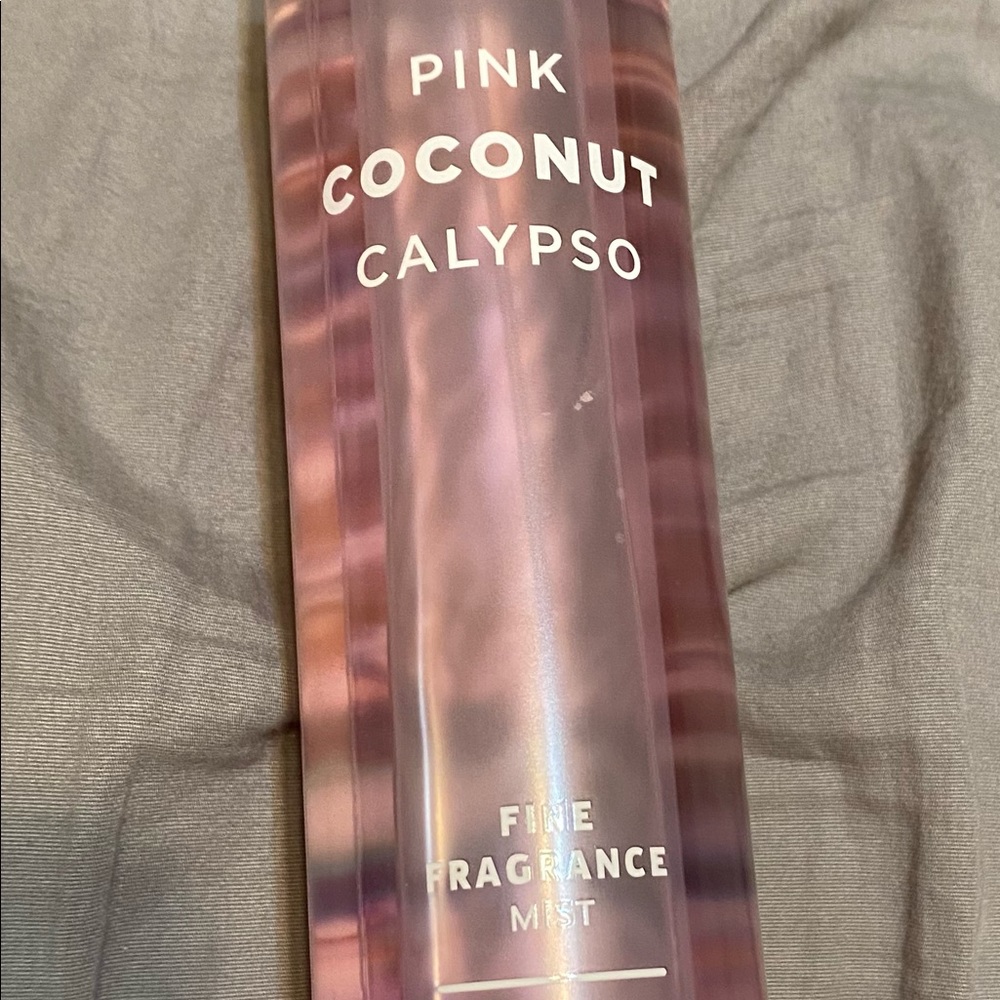 PINK
COCONUT
CALYPSO
FINE
FRAGRANCE
MIST